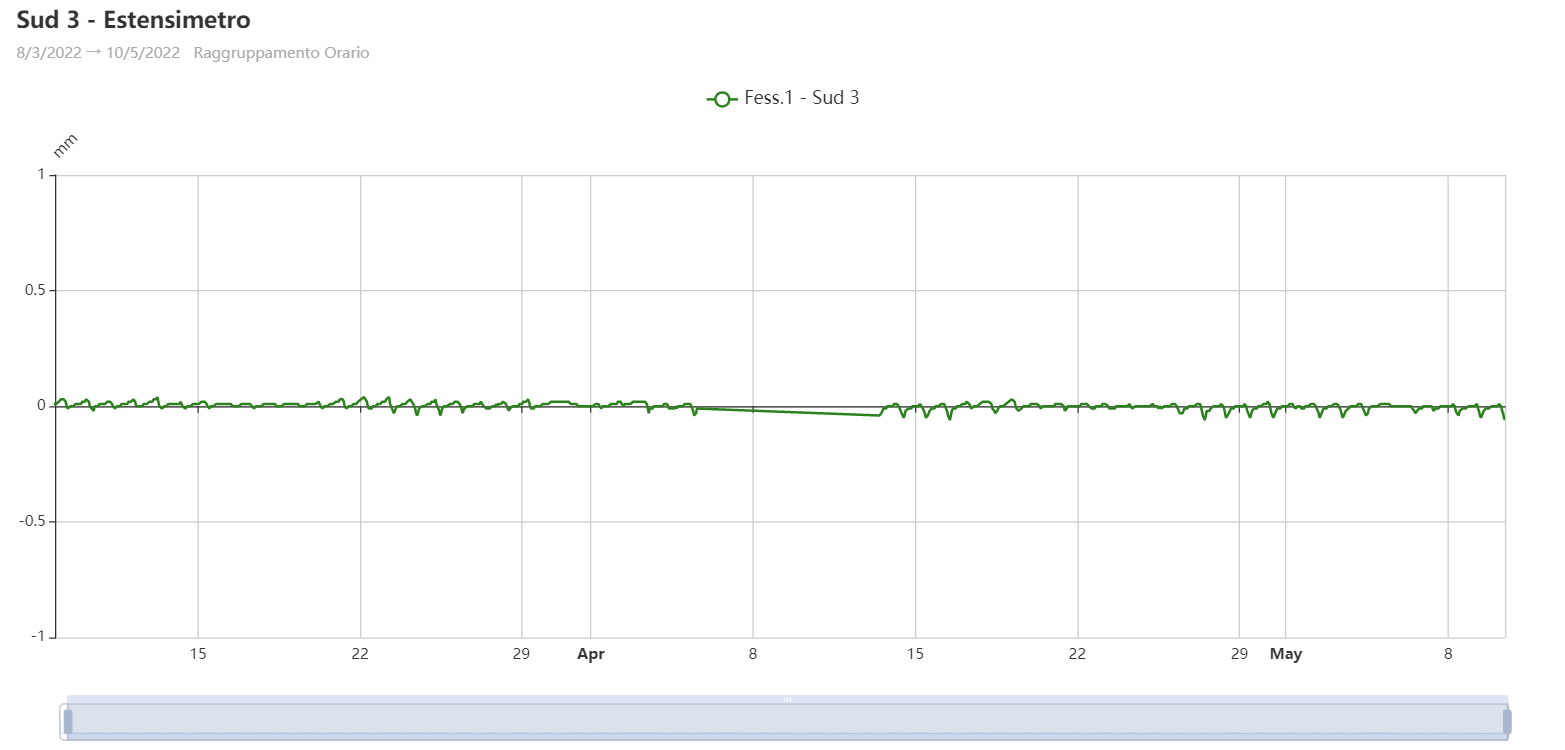 Sud 3 - Estensimetro
8/3/2022 → 10/5/2022 Raggruppamento Orario
Fess.1 - Sud 3
mm
1
0.5
0
-0.5
-1
15 22 29 Apr 8 15 22 29 May 8